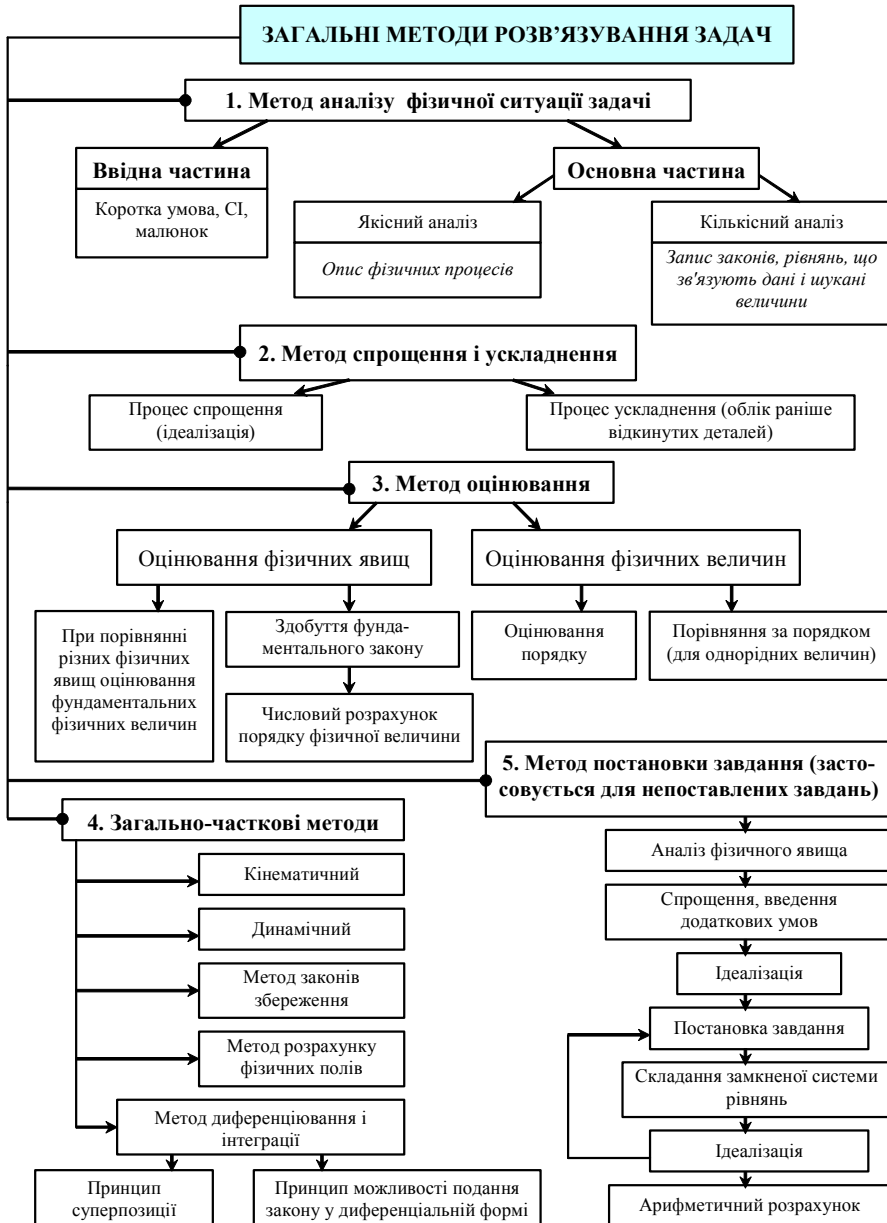 ЗАГАЛЬНІ МЕТОДИ РОЗВ'ЯЗУВАННЯ ЗАДАЧ
1. Метод аналізу фізичної ситуації задачі
Ввідна частина
Коротка умова, СІ,
малюнок
Основна частина
Якісний аналіз
Опис фізичних процесів
Кількісний аналіз
Запис законів, рівнянь, що
зв'язують дані і шукані
величини
2. Метод спрощення і ускладнення
Процес спрощення
(ідеалізація)
Процес ускладнення (облік раніше
відкинутих деталей)
3. Метод оцінювання
Оцінювання фізичних явищ
Оцінювання фізичних величин
При порівнянні
різних фізичних
явищ оцінювання
фундаментальних
фізичних величин
Здобуття фунда-
ментального закону
Числовий розрахунок
порядку фізичної величини
Оцінювання
порядку
Порівняння за порядком
(для однорідних величин)
5. Метод постановки завдання (засто-
совується для непоставлених завдань)
4. Загально-часткові методи
Кінематичний
Динамічний
Метод законів
збереження
Метод розрахунку
фізичних полів
Метод диференціювання і
інтеграції
Принцип
суперпозиції
Принцип можливості подання
закону у диференціальній формі
Аналіз фізичного явища
Спрощення, введення
додаткових умов
Ідеалізація
Постановка завдання
Складання замкненої системи
рівнянь
Ідеалізація
Арифметичний розрахунок